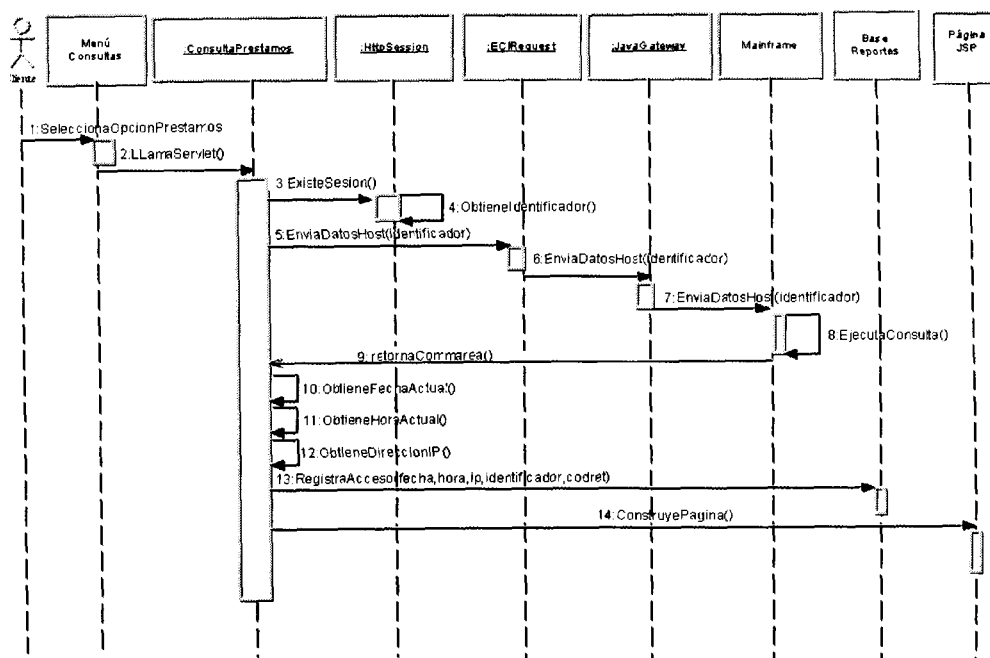 Menú
Consultas
:ConsultaPrestamos
:HttpSession
:ECIRequest
:JavaGateway
Mainframe
Base
Reportes
Página
JSP
1:SeleccionaOpcionPrestamos
2:LLamaServlet()
3:ExisteSesion()
4:ObtieneIdentificador()
5:EnviaDatosHost(identificador)
6:EnviaDatosHost(identificador)
7:EnviaDatosHost(identificador)
8:EjecutaConsulta()
9:retornaCommarea()
10:ObtieneFechaActual()
11:ObtieneHoraActual()
12:ObtieneDireccionIP()
13:RegistraAcceso(fecha,hora,ip,identificador,codret)
14:ConstruyePagina()